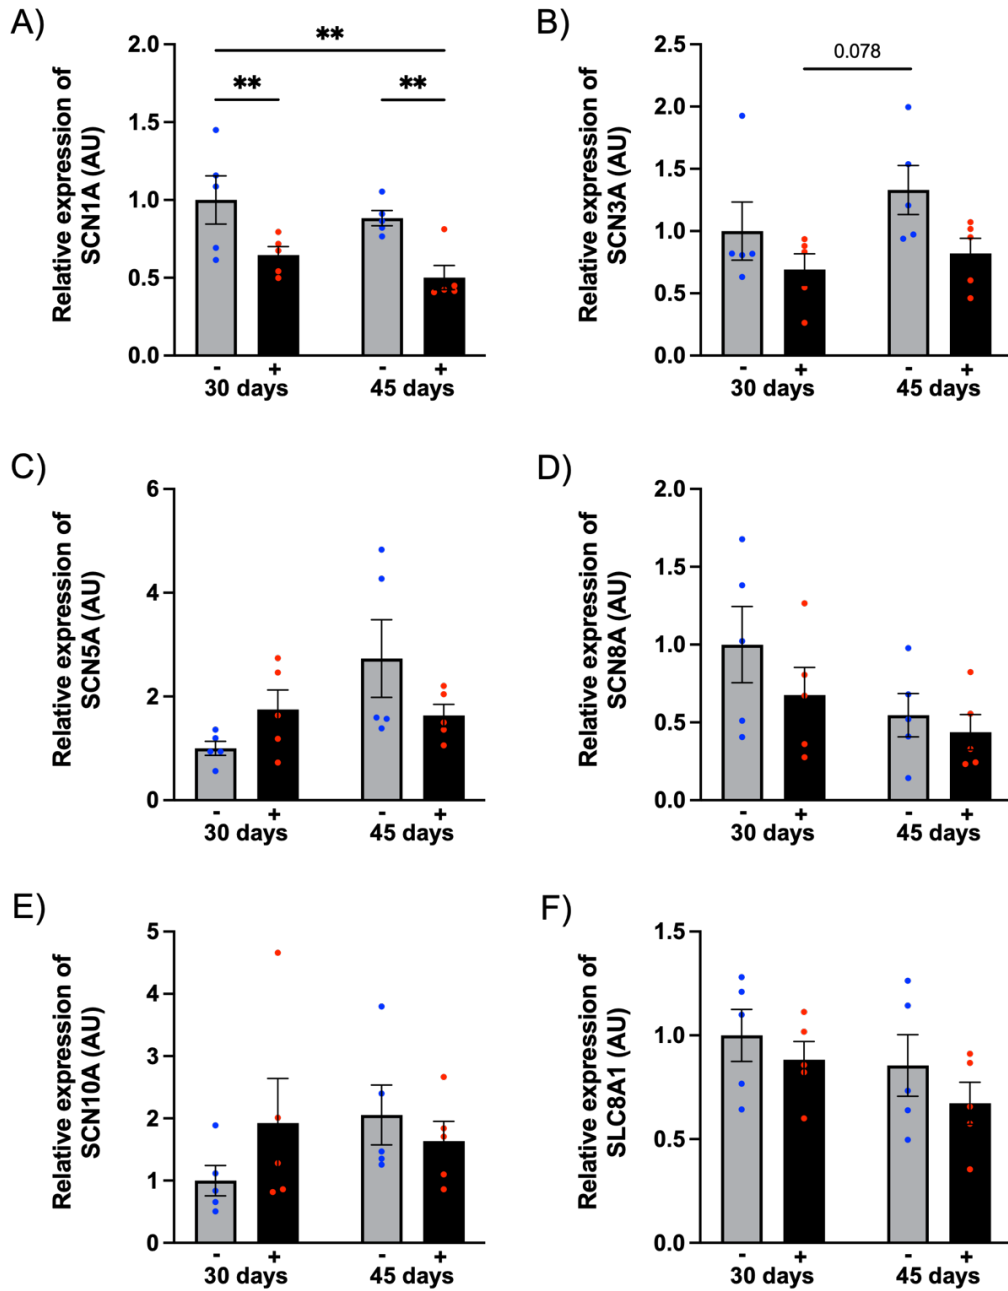 A)
Relative expression of
SCN1A (AU)
2.0
1.5
1.0
0.5
0.0
**
**
**
- + - +
30 days 45 days
B)
Relative expression of
SCN3A (AU)
2.5
2.0
1.5
1.0
0.5
0.0
0.078
- + - +
30 days 45 days
C)
Relative expression of
SCN5A (AU)
6
4
2
0
- + - +
30 days 45 days
D)
Relative expression of
SCN8A (AU)
2.0
1.5
1.0
0.5
0.0
- + - +
30 days 45 days
E)
Relative expression of
SCN10A (AU)
5
4
3
2
1
0
- + - +
30 days 45 days
F)
Relative expression of
SLC8A1 (AU)
1.5
1.0
0.5
0.0
- + - +
30 days 45 days